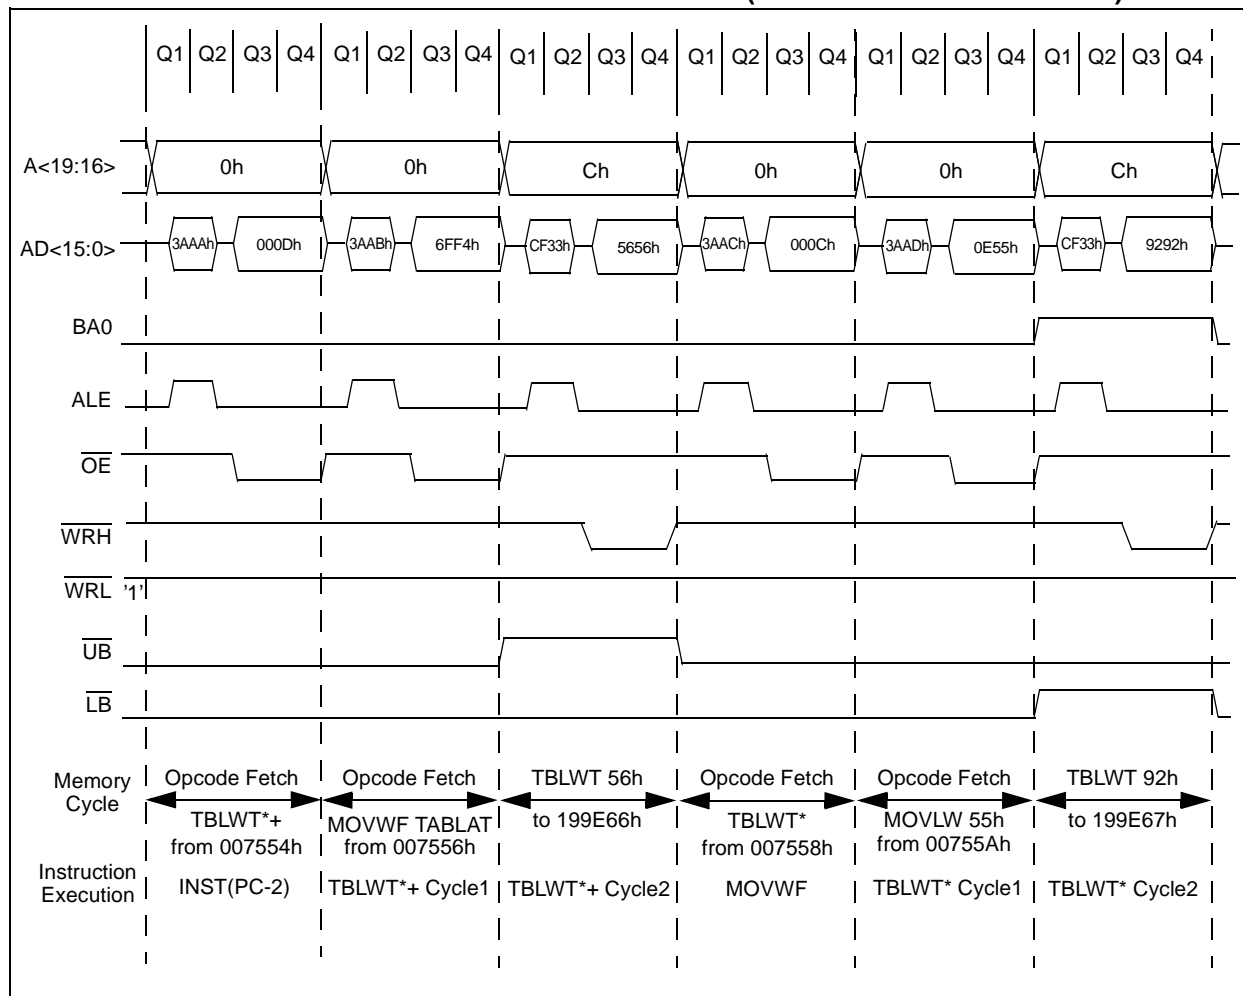 Q1 Q2 Q3 Q4 Q1 Q2 Q3 Q4 Q1 Q2 Q3 Q4 Q1 Q2 Q3 Q4 Q1 Q2 Q3 Q4 Q1 Q2 Q3 Q4
A<19:16> 0h 0h Ch 0h 0h Ch
AD<15:0> 3AAAh 000Dh 3AABh 6FF4h CF33h 5656h 3AACh 000Ch 3AADh 0E55h CF33h 9292h
BA0
ALE
OE
WRH
WRL '1'
UB
LB
Memory Cycle
Opcode Fetch Opcode Fetch TBLWT 56h Opcode Fetch Opcode Fetch TBLWT 92h
TBLWT*+ MOVWF TABLAT to 199E66h TBLWT* MOVLW 55h to 199E67h
from 007554h from 007556h from 007558h from 00755Ah
Instruction Execution
INST(PC-2) TBLWT*+ Cycle1 TBLWT*+ Cycle2 MOVWF TBLWT* Cycle1 TBLWT* Cycle2